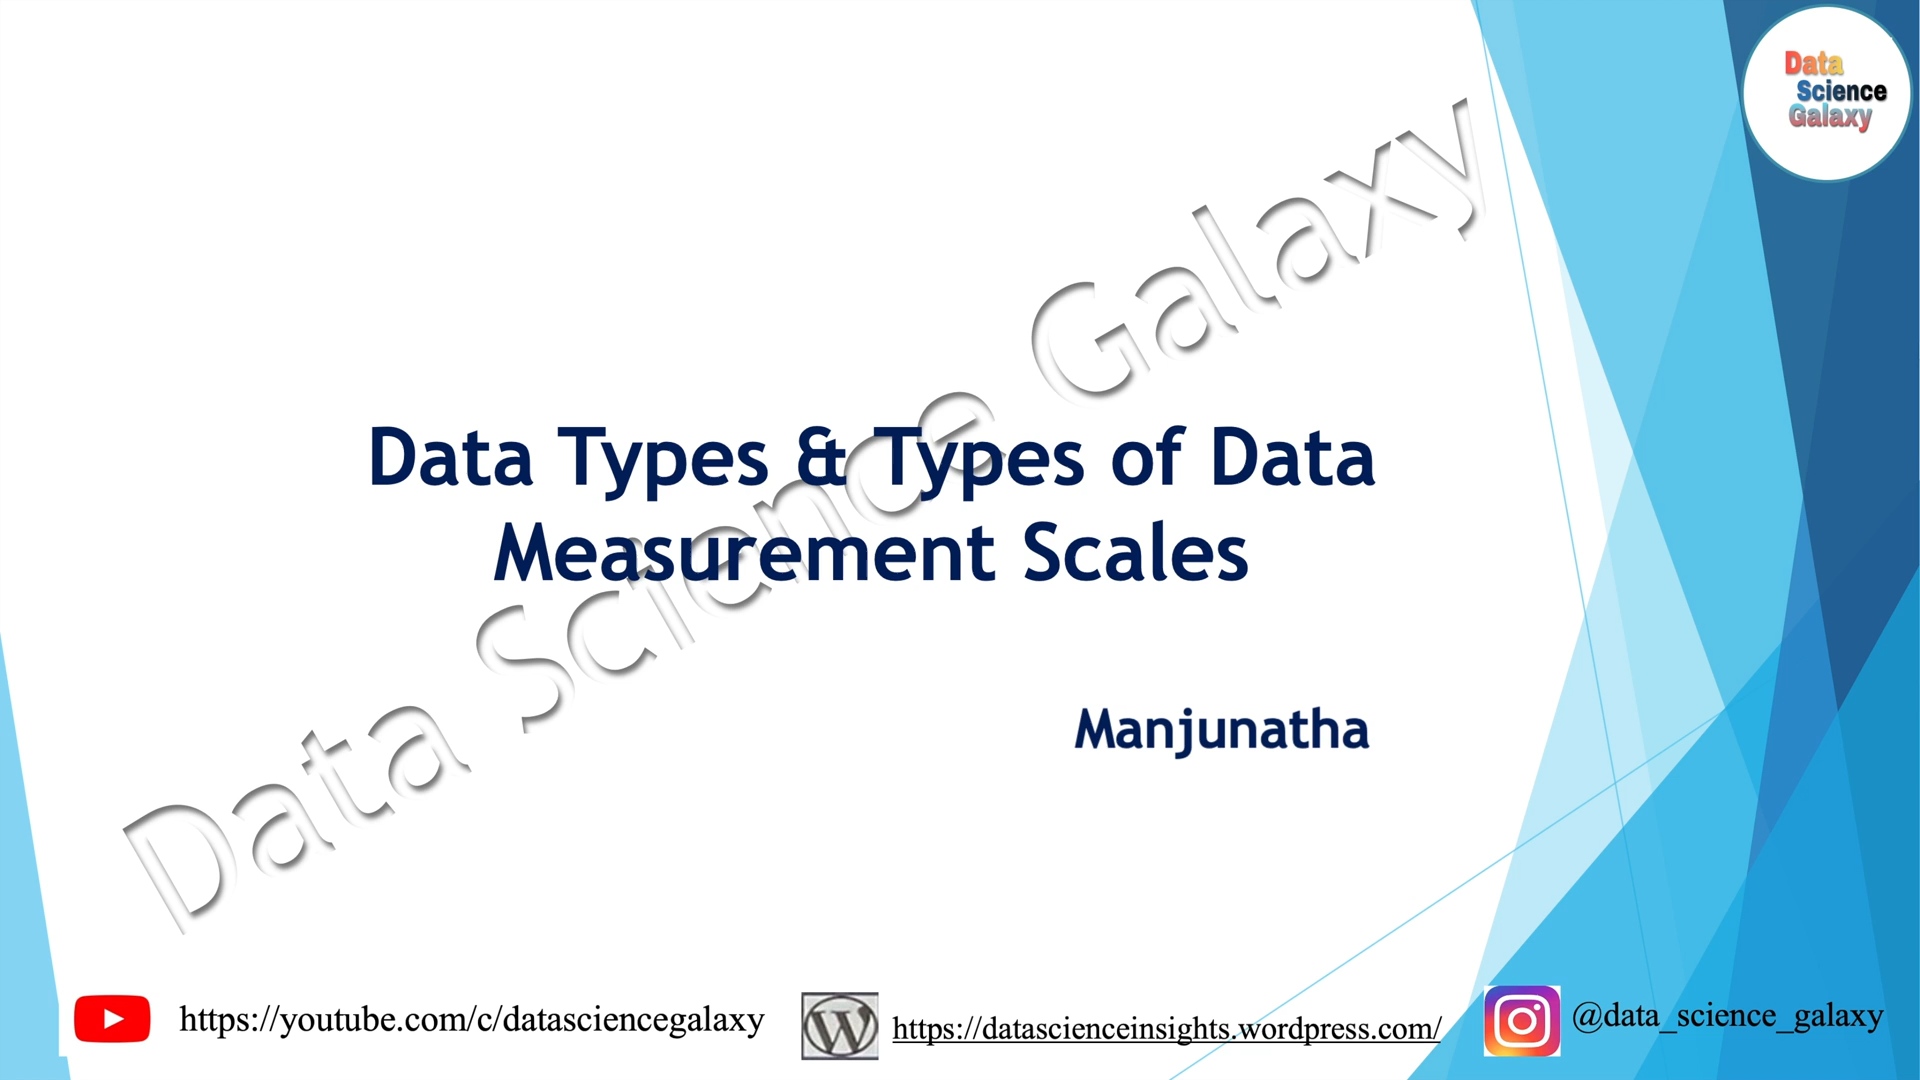 Data
Science
Galaxy
Data Science Galaxy
Data Types & Types of Data
Measurement Scales
Manjunatha
https://youtube.com/c/datasciencegalaxy
https://datascienceinsights.wordpress.com/
@data_science_galaxy